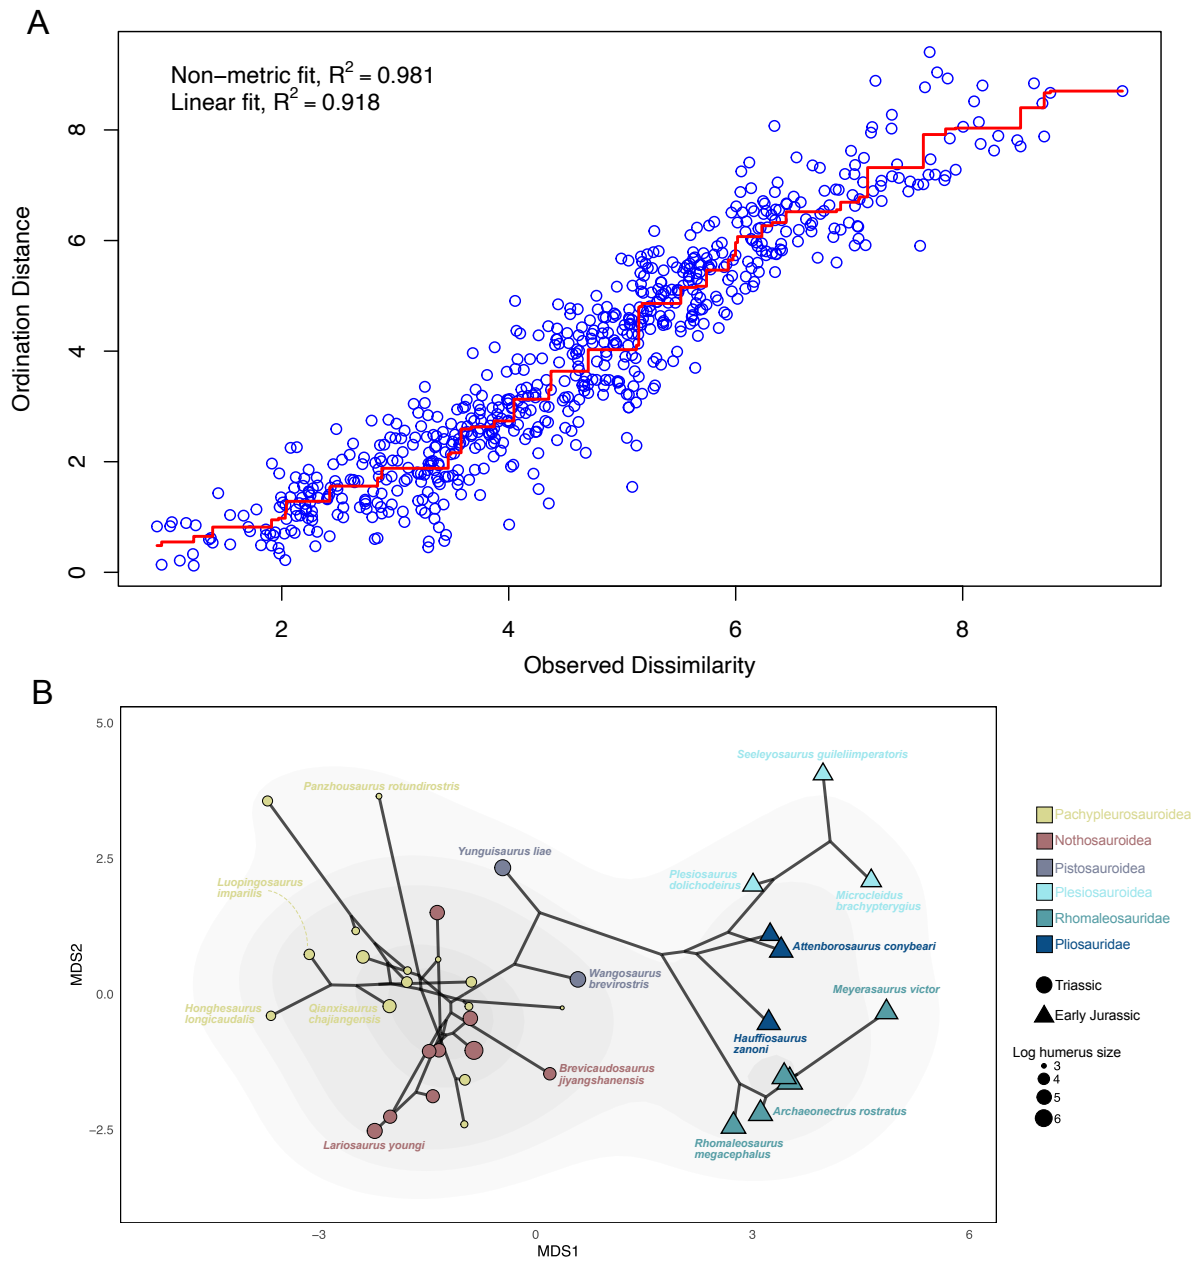 A
Non-metric fit, R² = 0.981
Linear fit, R² = 0.918
Ordination Distance
0
2
4
6
8
2
4
6
8
Observed Dissimilarity
B
MDS2
5.0
2.5
0.0
−2.5
Seeleyosaurus guileliimperatoris
Panzhousaurus rotundirostris
Yunguisaurus liae
Luopingosaurus
imparilis
Plesiosaurus
dolichodeirus
Microcleidus
brachypterygius
Attenborosaurus conybeari
Wangosaurus
brevirostris
Meyerasaurus victor
Honghesaurus
longicaudalis
Qianxisaurus
chajiangensis
Hauffiosaurus
zanoni
Brevicaudosaurus
jiyangshanensis
Archaeonectrus rostratus
Lariosaurus youngi
Rhomaleosaurus
megacephalus
−3
0
3
6
MDS1
Pachypleurosauroidea
Nothosauroidea
Pistosauroidea
Plesiosauroidea
Rhomaleosauridae
Pliosauridae
Triassic
Early Jurassic
Log humerus size
3
4
5
6